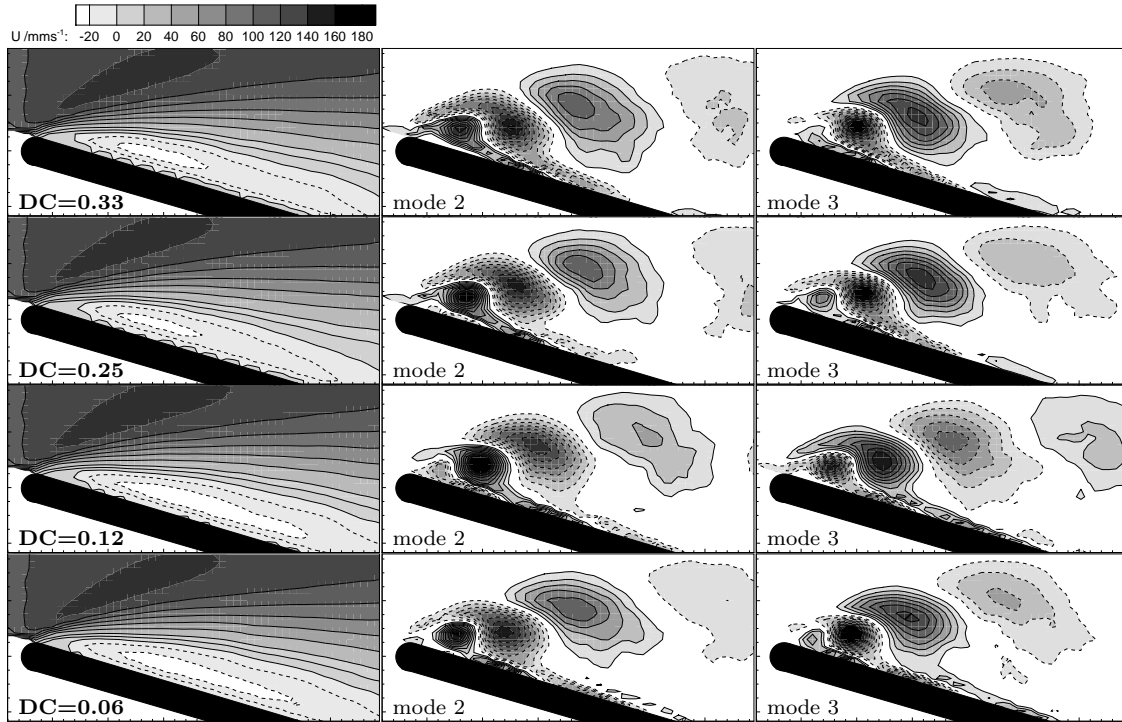 U /mms⁻¹: -20 0 20 40 60 80 100 120 140 160 180
DC=0.33 mode 2 mode 3
DC=0.25 mode 2 mode 3
DC=0.12 mode 2 mode 3
DC=0.06 mode 2 mode 3